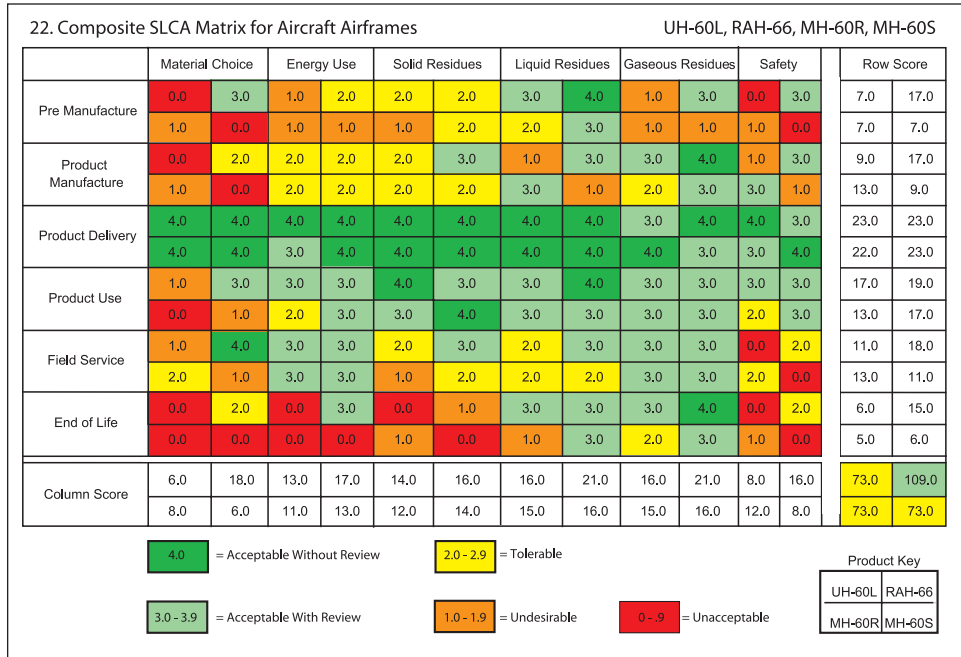 22. Composite SLCA Matrix for Aircraft Airframes UH-60L, RAH-66, MH-60R, MH-60S
Material Choice Energy Use Solid Residues Liquid Residues Gaseous Residues Safety Row Score
Pre Manufacture
0.0 3.0 1.0 2.0 2.0 2.0 3.0 4.0 1.0 3.0 0.0 3.0 7.0 17.0
1.0 0.0 1.0 1.0 1.0 2.0 2.0 3.0 1.0 1.0 1.0 0.0 7.0 7.0
Product Manufacture
0.0 2.0 2.0 2.0 2.0 3.0 1.0 3.0 3.0 4.0 1.0 3.0 9.0 17.0
1.0 0.0 2.0 2.0 2.0 2.0 3.0 1.0 2.0 3.0 3.0 1.0 13.0 9.0
Product Delivery
4.0 4.0 4.0 4.0 4.0 4.0 4.0 4.0 3.0 4.0 4.0 3.0 23.0 23.0
4.0 4.0 3.0 4.0 4.0 4.0 4.0 4.0 4.0 3.0 3.0 4.0 22.0 23.0
Product Use
1.0 3.0 3.0 3.0 4.0 3.0 3.0 4.0 3.0 3.0 3.0 3.0 17.0 19.0
0.0 1.0 2.0 3.0 3.0 4.0 3.0 3.0 3.0 3.0 2.0 3.0 13.0 17.0
Field Service
1.0 4.0 3.0 3.0 2.0 3.0 2.0 3.0 3.0 3.0 0.0 2.0 11.0 18.0
2.0 1.0 3.0 3.0 1.0 2.0 2.0 2.0 3.0 3.0 2.0 0.0 13.0 11.0
End of Life
0.0 2.0 0.0 3.0 0.0 1.0 3.0 3.0 3.0 4.0 0.0 2.0 6.0 15.0
0.0 0.0 0.0 0.0 1.0 0.0 1.0 3.0 2.0 3.0 1.0 0.0 5.0 6.0
Column Score
6.0 18.0 13.0 17.0 14.0 16.0 16.0 21.0 16.0 21.0 8.0 16.0 73.0 109.0
8.0 6.0 11.0 13.0 12.0 14.0 15.0 16.0 15.0 16.0 12.0 8.0 73.0 73.0
4.0 = Acceptable Without Review 2.0 - 2.9 = Tolerable
3.0 - 3.9 = Acceptable With Review 1.0 - 1.9 = Undesirable 0 - .9 = Unacceptable
Product Key
UH-60L RAH-66
MH-60R MH-60S